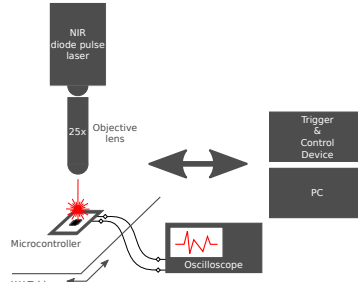 NIR
diode pulse
laser
25x
Objective
lens
Trigger
&
Control
Device
PC
Microcontroller
Oscilloscope